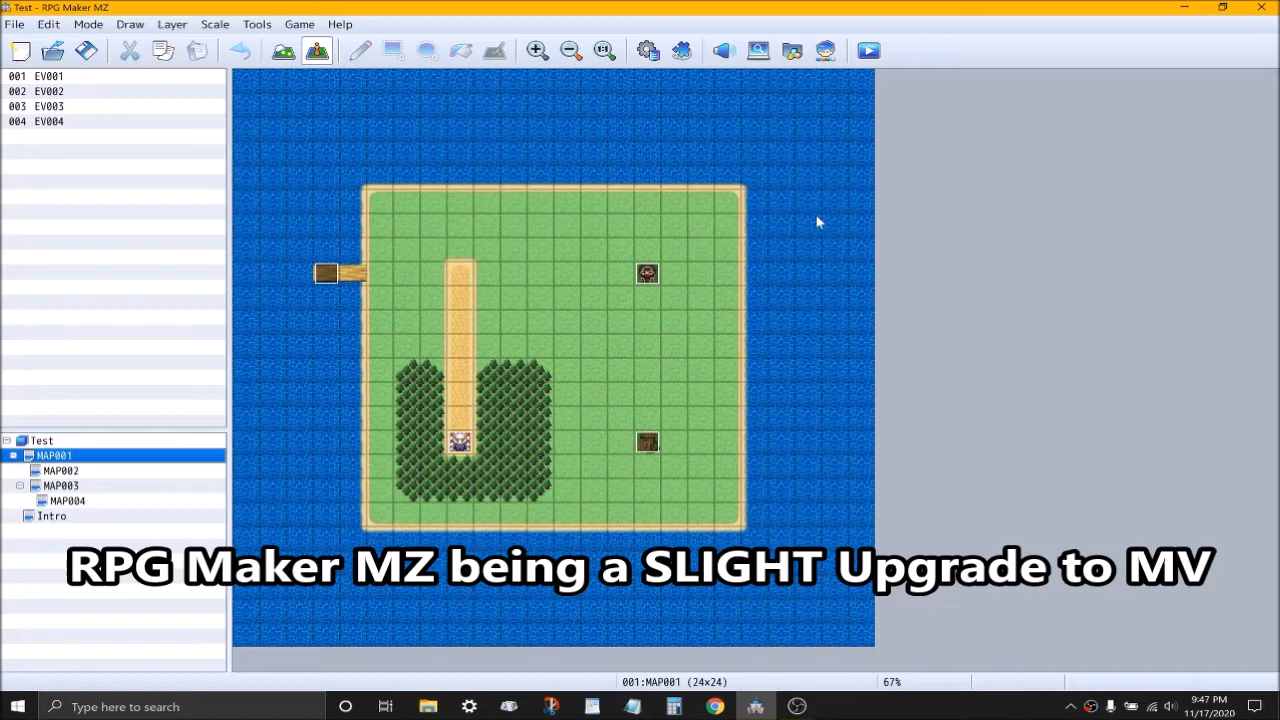 Test - RPG Maker MZ
File Edit Mode Draw Layer Scale Tools Game Help
1:1
001 EV001
002 EV002
003 EV003
004 EV004
Test
MAP001
MAP002
MAP003
MAP004
Intro
RPG Maker MZ being a SLIGHT Upgrade to MV
001:MAP001 (24x24) 67%
Type here to search
9:47 PM
11/17/2020